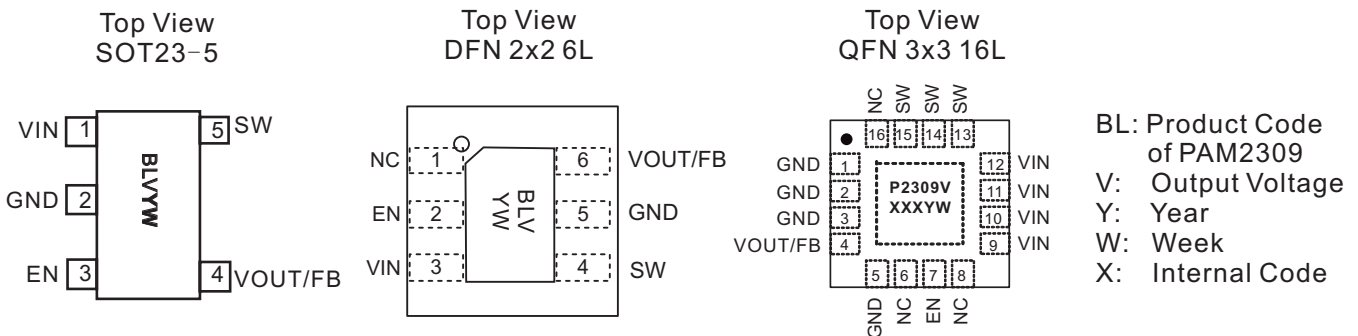 Top View
SOT23-5
VIN 1
5 SW
GND 2
EN 3
4 VOUT/FB
BLVYW
Top View
DFN 2x2 6L
NC 1
6 VOUT/FB
EN 2
5 GND
VIN 3
4 SW
BLV
YW
Top View
QFN 3x3 16L
NC SW SW SW
16 15 14 13
GND 1
12 VIN
GND 2
11 VIN
GND 3
10 VIN
VOUT/FB 4
9 VIN
P2309V
XXXYW
5 6 7 8
GND NC EN NC
BL: Product Code
of PAM2309
V: Output Voltage
Y: Year
W: Week
X: Internal Code